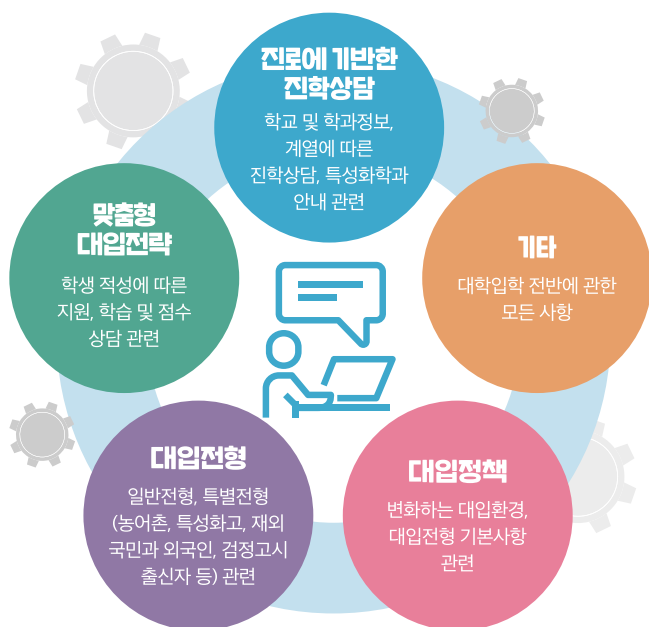 진로에 기반한
진학상담
학교 및 학과정보,
계열에 따른
진학상담, 특성화학과
안내 관련
맞춤형
대입전략
학생 적성에 따른
지원, 학습 및 점수
상담 관련
기타
대학입학 전반에 관한
모든 사항
대입전형
일반전형, 특별전형
(농어촌, 특성화고, 재외
국민과 외국인, 검정고시
출신자 등) 관련
대입정책
변화하는 대입환경,
대입전형 기본사항
관련